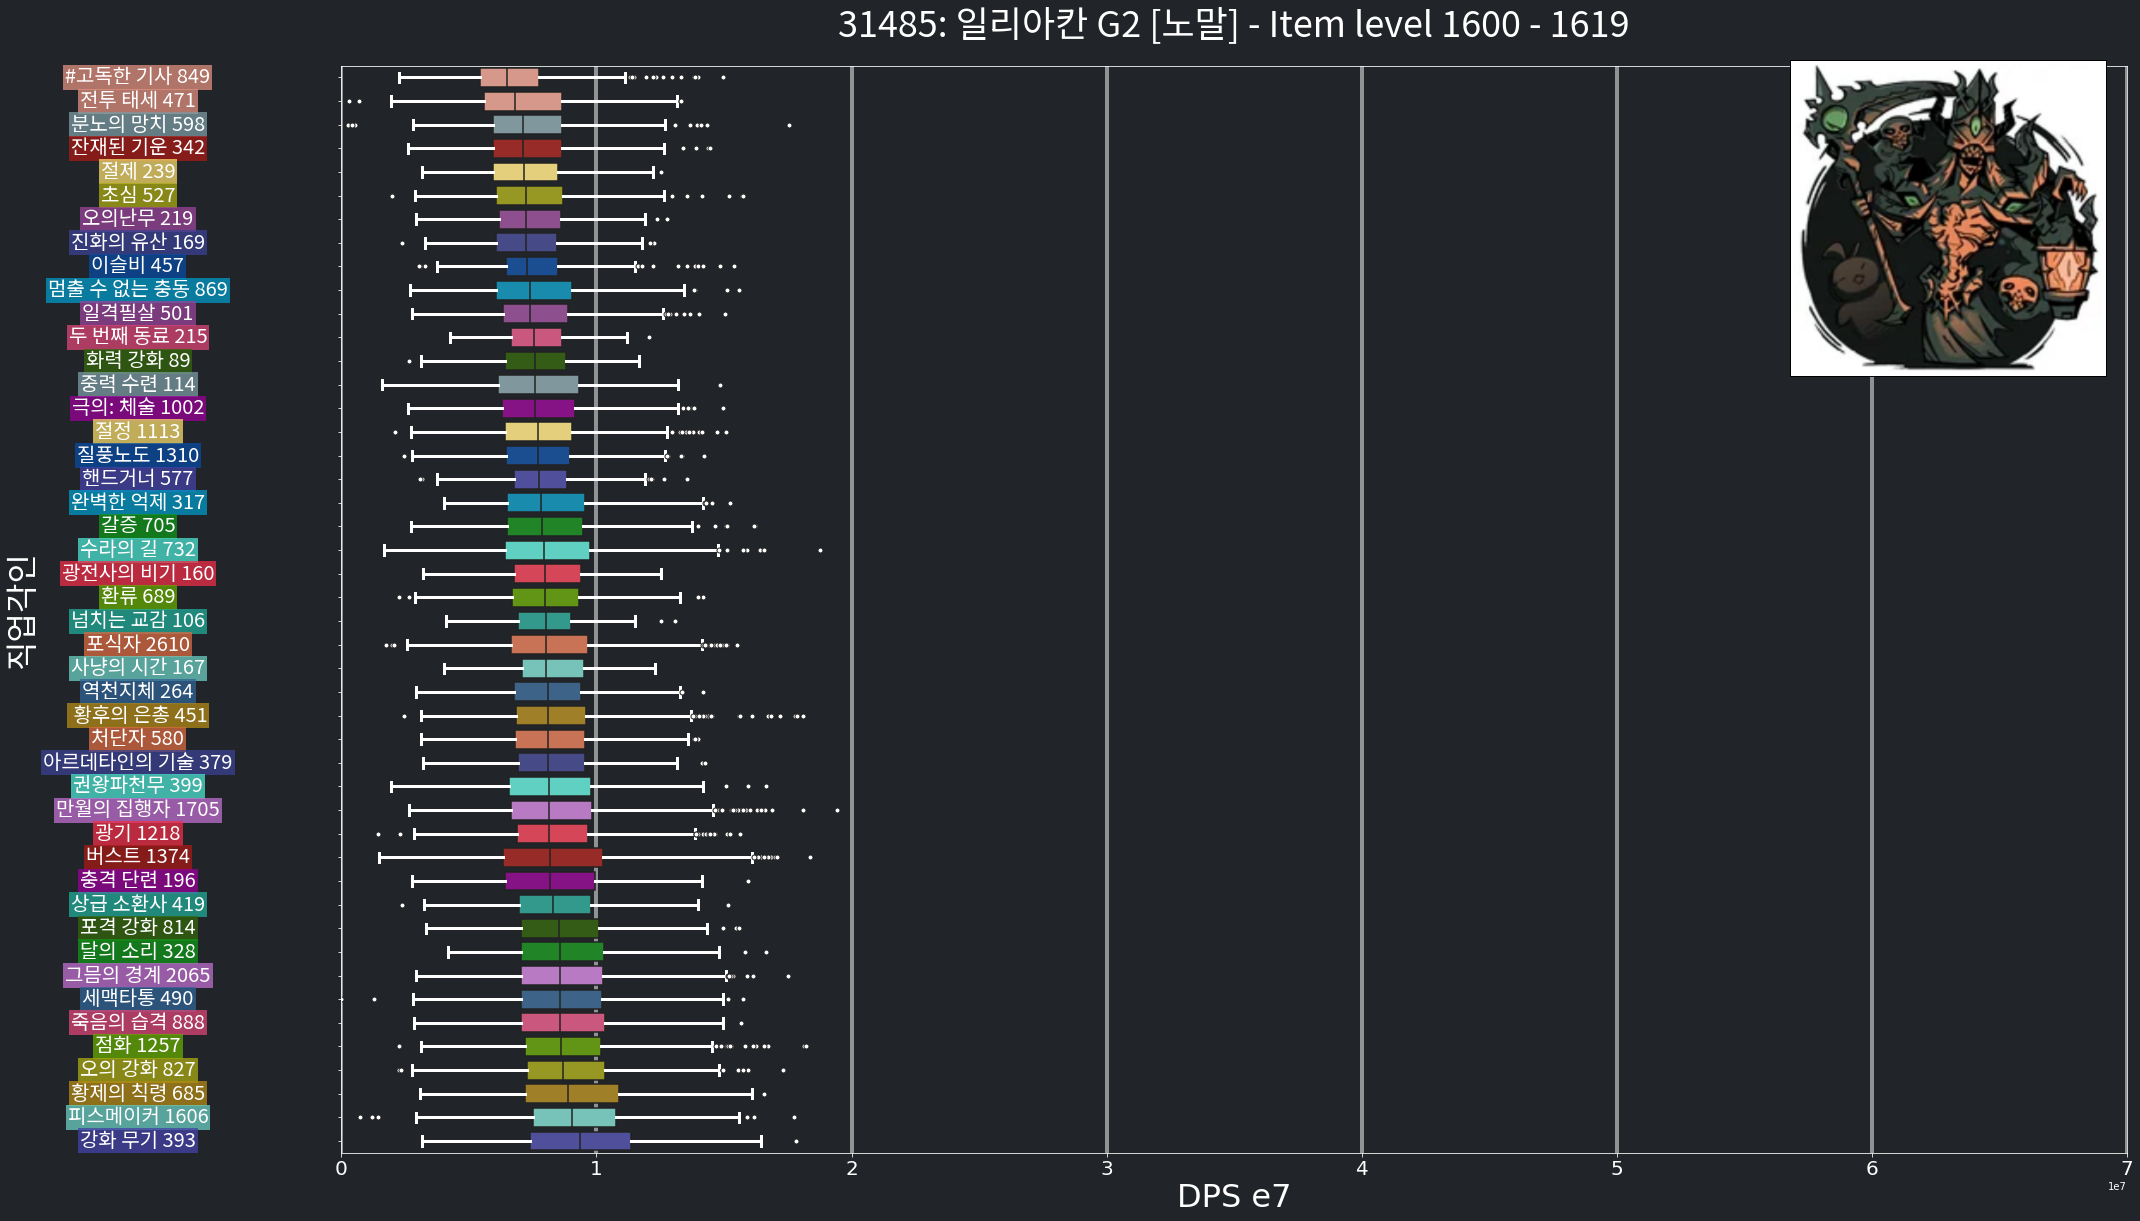 31485: 일리아칸 G2 [노말] - Item level 1600 - 1619
#고독한 기사 849
전투 태세 471
분노의 망치 598
잔재된 기운 342
절제 239
초심 527
오의난무 219
진화의 유산 169
이슬비 457
멈출 수 없는 충동 869
일격필살 501
두 번째 동료 215
화력 강화 89
중력 수련 114
극의: 체술 1002
절정 1113
질풍노도 1310
핸드거너 577
완벽한 억제 317
갈증 705
수라의 길 732
광전사의 비기 160
환류 689
넘치는 교감 106
포식자 2610
사냥의 시간 167
역천지체 264
황후의 은총 451
처단자 580
아르데타인의 기술 379
권왕파천무 399
만월의 집행자 1705
광기 1218
버스트 1374
충격 단련 196
상급 소환사 419
포격 강화 814
달의 소리 328
그믐의 경계 2065
세맥타통 490
죽음의 습격 888
점화 1257
오의 강화 827
황제의 칙령 685
피스메이커 1606
강화 무기 393
직업각인
0 1 2 3 4 5 6 7
1e7
DPS e7